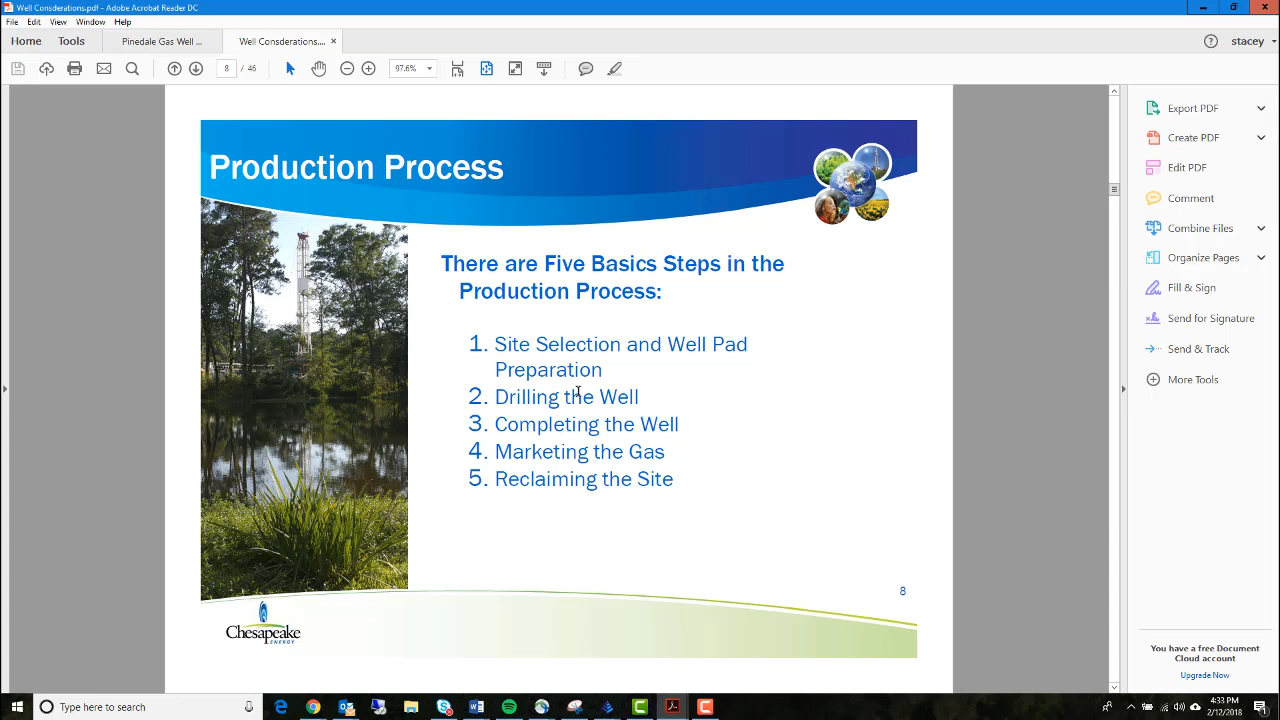 Well Consderations.pdf - Adobe Acrobat Reader DC
File Edit View Window Help
Home Tools Pinedale Gas Well ... Well Consderations.... × stacey
8 / 46 97.6%
Production Process
There are Five Basics Steps in the
Production Process:
1. Site Selection and Well Pad
Preparation
2. Drilling the Well
3. Completing the Well
4. Marketing the Gas
5. Reclaiming the Site
8
Chesapeake
ENERGY
Export PDF
Create PDF
Edit PDF
Comment
Combine Files
Organize Pages
Fill & Sign
Send for Signature
Send & Track
More Tools
You have a free Document
Cloud account
Upgrade Now
Type here to search
4:33 PM
2/12/2018